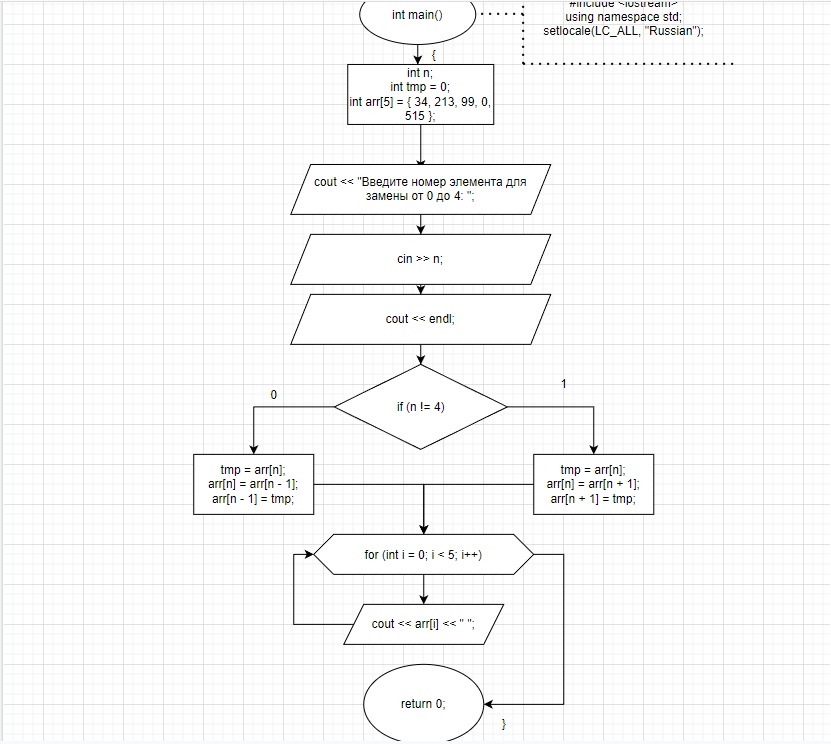 int main()
#include <iostream>
using namespace std;
setlocale(LC_ALL, "Russian");
{
int n;
int tmp = 0;
int arr[5] = { 34, 213, 99, 0,
515 };
cout << "Введите номер элемента для
замены от 0 до 4: ";
cin >> n;
cout << endl;
if (n != 4)
0
1
tmp = arr[n];
arr[n] = arr[n - 1];
arr[n - 1] = tmp;
tmp = arr[n];
arr[n] = arr[n + 1];
arr[n + 1] = tmp;
for (int i = 0; i < 5; i++)
cout << arr[i] << " ";
return 0;
}